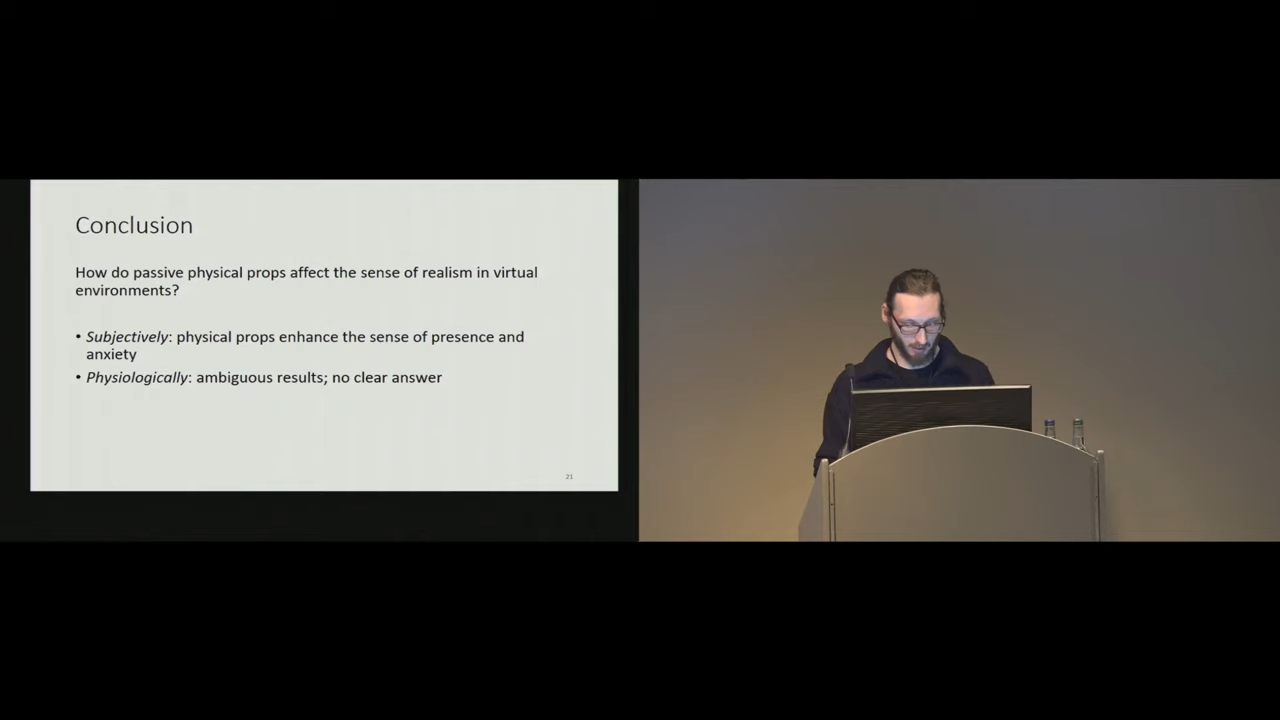 Conclusion
How do passive physical props affect the sense of realism in virtual
environments?
• Subjectively: physical props enhance the sense of presence and
anxiety
• Physiologically: ambiguous results; no clear answer
21